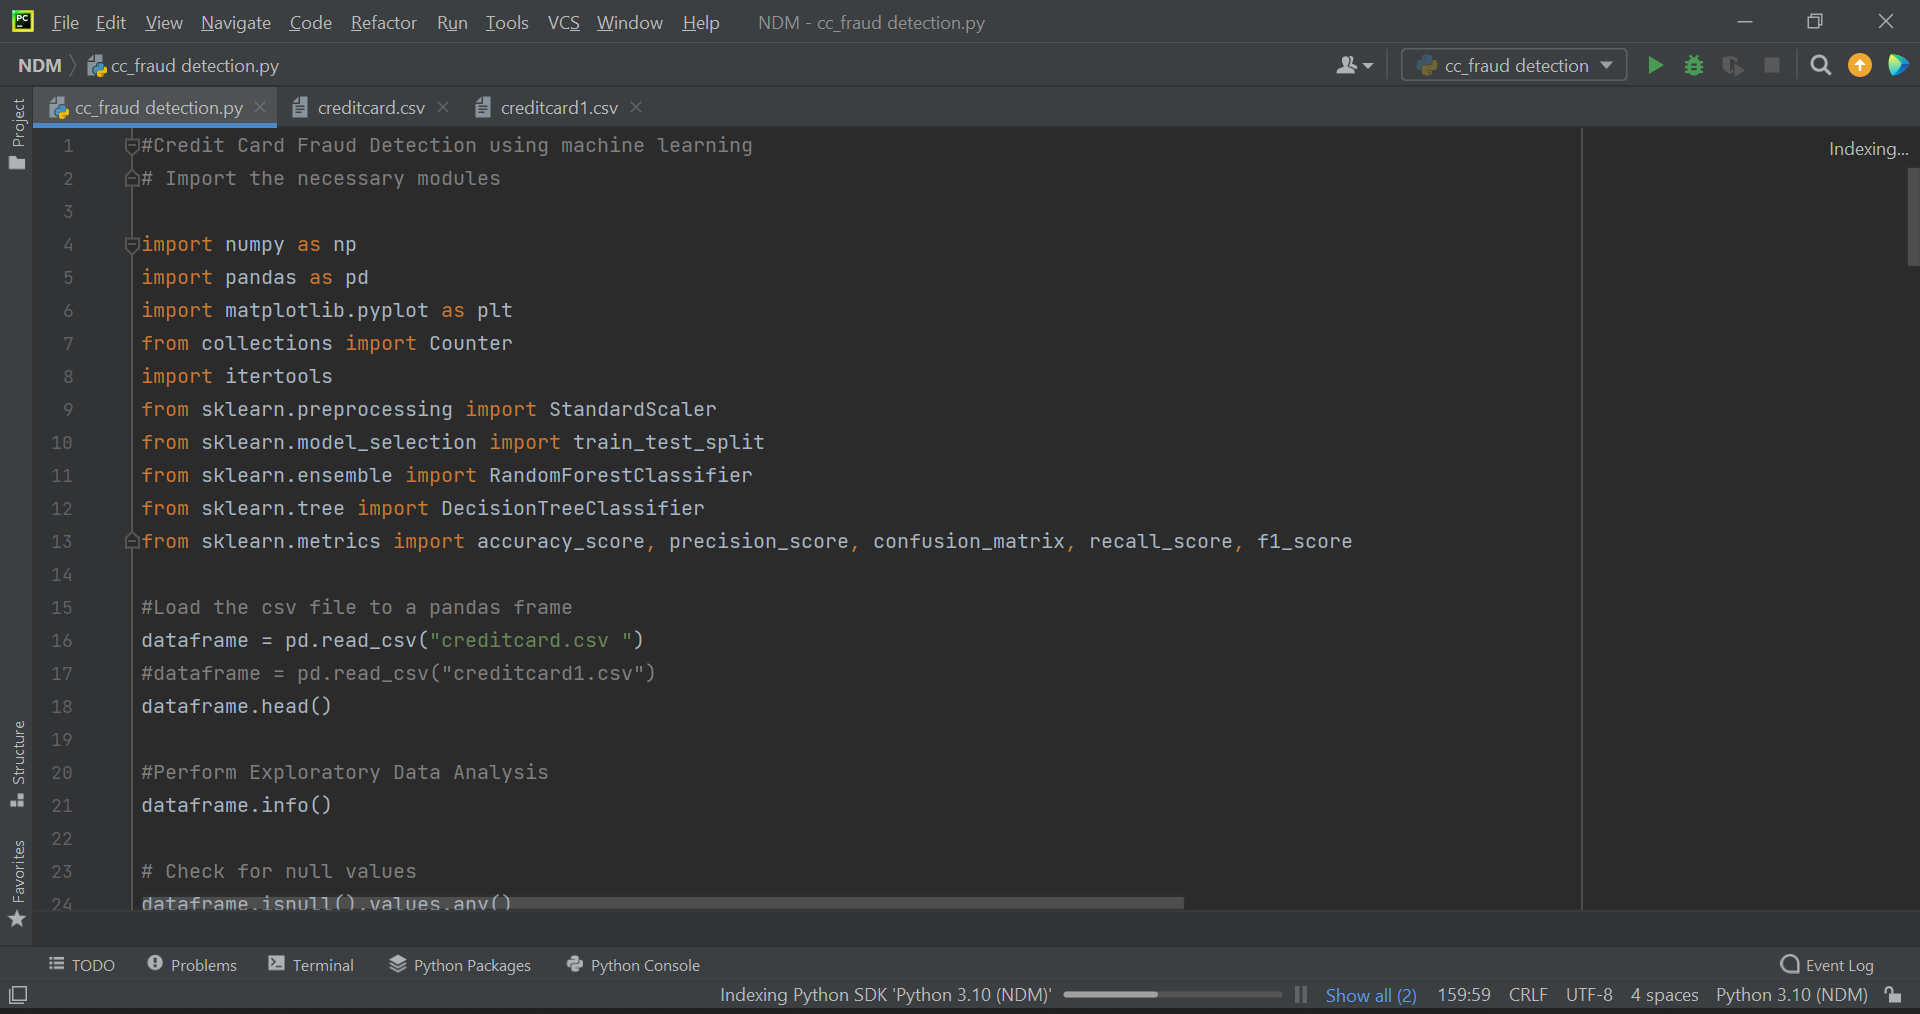 PC File Edit View Navigate Code Refactor Run Tools VCS Window Help NDM - cc_fraud detection.py
NDM cc_fraud detection.py cc_fraud detection
cc_fraud detection.py creditcard.csv creditcard1.csv
Project
Structure
Favorites
Indexing...
1 #Credit Card Fraud Detection using machine learning
2 # Import the necessary modules
3
4 import numpy as np
5 import pandas as pd
6 import matplotlib.pyplot as plt
7 from collections import Counter
8 import itertools
9 from sklearn.preprocessing import StandardScaler
10 from sklearn.model_selection import train_test_split
11 from sklearn.ensemble import RandomForestClassifier
12 from sklearn.tree import DecisionTreeClassifier
13 from sklearn.metrics import accuracy_score, precision_score, confusion_matrix, recall_score, f1_score
14
15 #Load the csv file to a pandas frame
16 dataframe = pd.read_csv("creditcard.csv ")
17 #dataframe = pd.read_csv("creditcard1.csv")
18 dataframe.head()
19
20 #Perform Exploratory Data Analysis
21 dataframe.info()
22
23 # Check for null values
24 dataframe.isnull().values.any()
TODO Problems Terminal Python Packages Python Console Event Log
Indexing Python SDK 'Python 3.10 (NDM)' Show all (2) 159:59 CRLF UTF-8 4 spaces Python 3.10 (NDM)